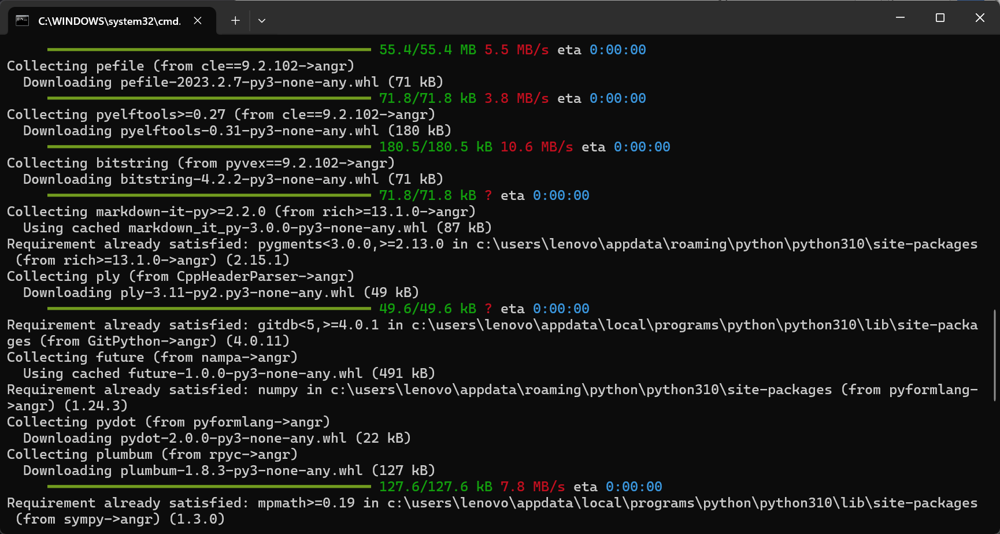 C:\WINDOWS\system32\cmd.
55.4/55.4 MB 5.5 MB/s eta 0:00:00
Collecting pefile (from cle==9.2.102->angr)
  Downloading pefile-2023.2.7-py3-none-any.whl (71 kB)
71.8/71.8 kB 3.8 MB/s eta 0:00:00
Collecting pyelftools>=0.27 (from cle==9.2.102->angr)
  Downloading pyelftools-0.31-py3-none-any.whl (180 kB)
180.5/180.5 kB 10.6 MB/s eta 0:00:00
Collecting bitstring (from pyvex==9.2.102->angr)
  Downloading bitstring-4.2.2-py3-none-any.whl (71 kB)
71.8/71.8 kB ? eta 0:00:00
Collecting markdown-it-py>=2.2.0 (from rich>=13.1.0->angr)
  Using cached markdown_it_py-3.0.0-py3-none-any.whl (87 kB)
Requirement already satisfied: pygments<3.0.0,>=2.13.0 in c:\users\lenovo\appdata\roaming\python\python310\site-packages
 (from rich>=13.1.0->angr) (2.15.1)
Collecting ply (from CppHeaderParser->angr)
  Downloading ply-3.11-py2.py3-none-any.whl (49 kB)
49.6/49.6 kB ? eta 0:00:00
Requirement already satisfied: gitdb<5,>=4.0.1 in c:\users\lenovo\appdata\local\programs\python\python310\lib\site-packa
ges (from GitPython->angr) (4.0.11)
Collecting future (from nampa->angr)
  Using cached future-1.0.0-py3-none-any.whl (491 kB)
Requirement already satisfied: numpy in c:\users\lenovo\appdata\roaming\python\python310\site-packages (from pyformlang-
>angr) (1.24.3)
Collecting pydot (from pyformlang->angr)
  Downloading pydot-2.0.0-py3-none-any.whl (22 kB)
Collecting plumbum (from rpyc->angr)
  Downloading plumbum-1.8.3-py3-none-any.whl (127 kB)
127.6/127.6 kB 7.8 MB/s eta 0:00:00
Requirement already satisfied: mpmath>=0.19 in c:\users\lenovo\appdata\local\programs\python\python310\lib\site-packages
 (from sympy->angr) (1.3.0)